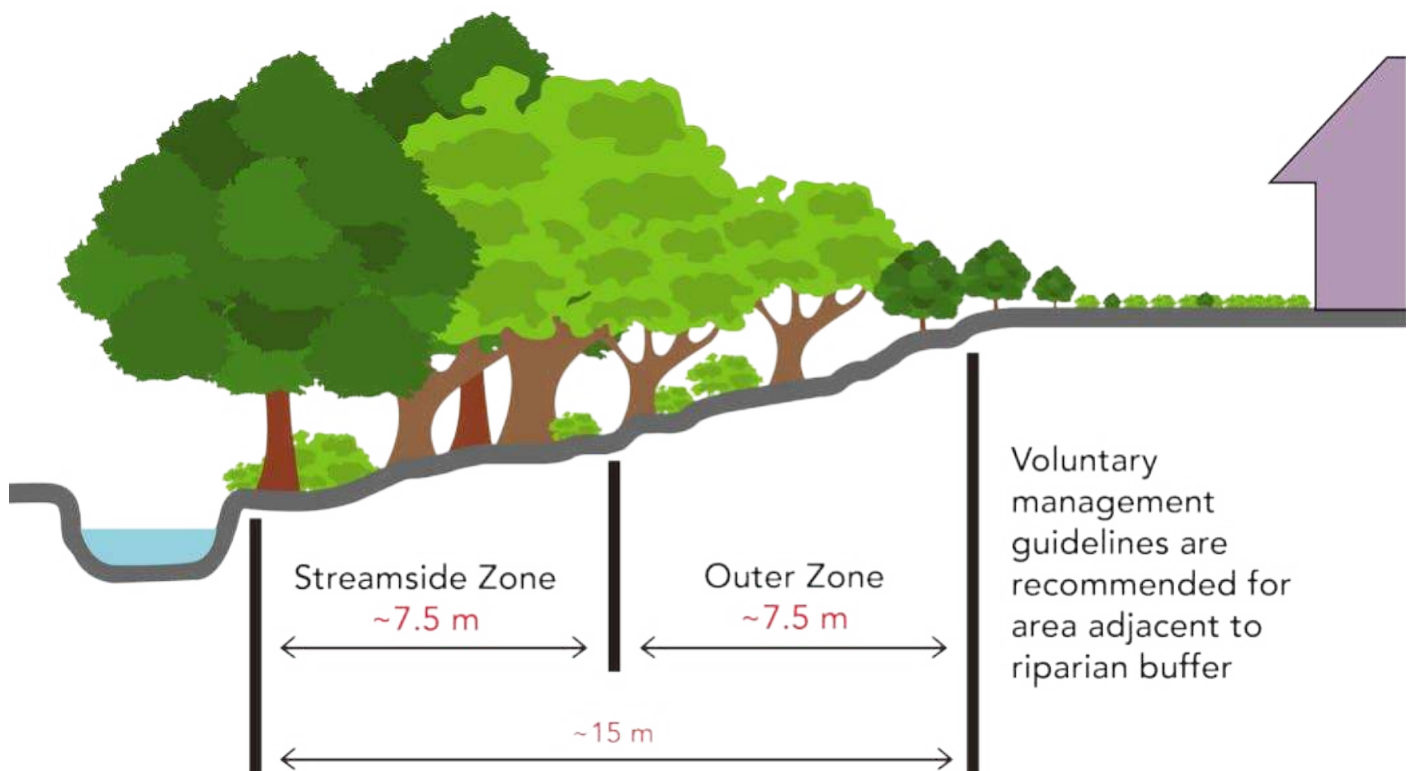 Streamside Zone
~7.5 m
Outer Zone
~7.5 m
~15 m
Voluntary
management
guidelines are
recommended for
area adjacent to
riparian buffer